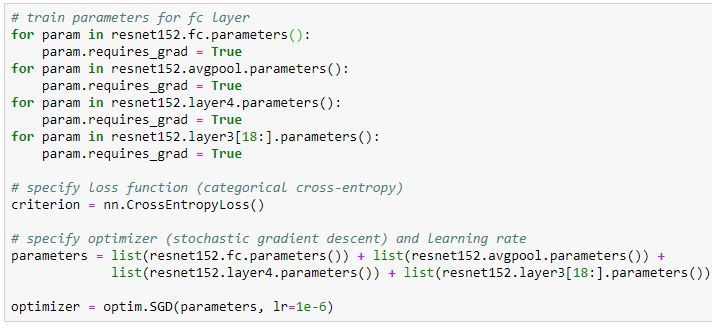 # train parameters for fc layer
for param in resnet152.fc.parameters():
    param.requires_grad = True
for param in resnet152.avgpool.parameters():
    param.requires_grad = True
for param in resnet152.layer4.parameters():
    param.requires_grad = True
for param in resnet152.layer3[18:].parameters():
    param.requires_grad = True

# specify loss function (categorical cross-entropy)
criterion = nn.CrossEntropyLoss()

# specify optimizer (stochastic gradient descent) and learning rate
parameters = list(resnet152.fc.parameters()) + list(resnet152.avgpool.parameters()) +
             list(resnet152.layer4.parameters()) + list(resnet152.layer3[18:].parameters())

optimizer = optim.SGD(parameters, lr=1e-6)